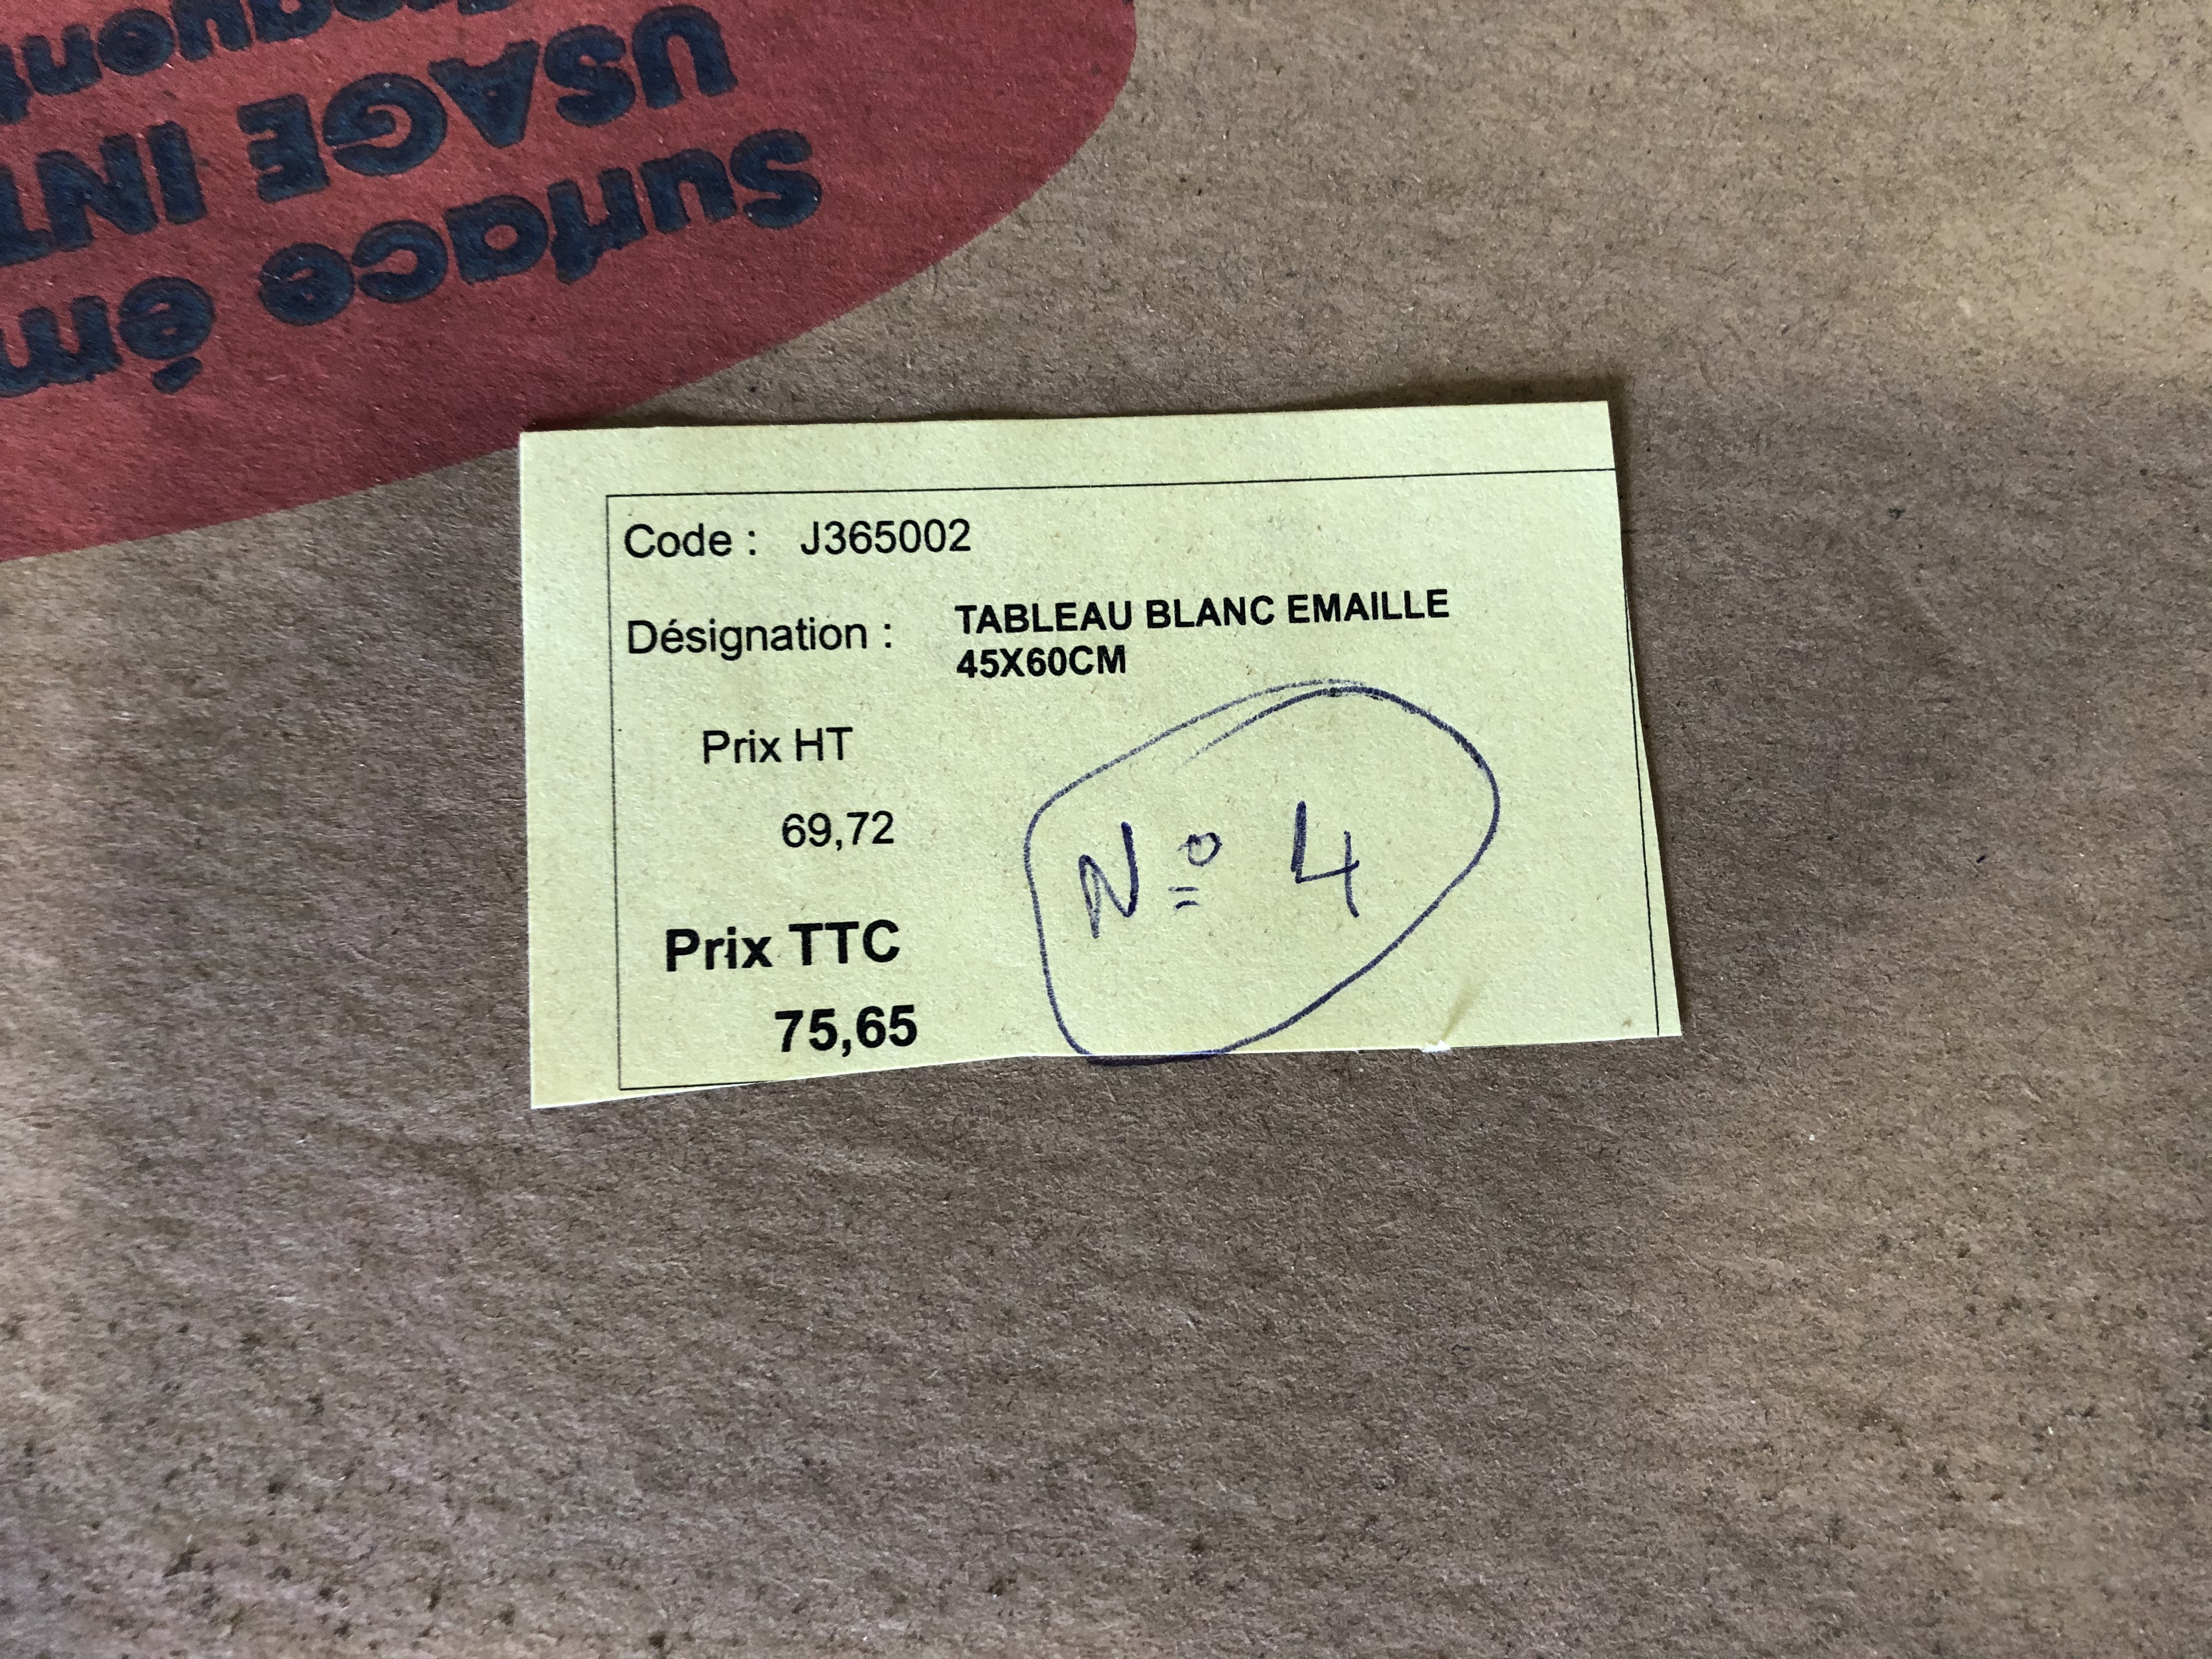 Surface ém
USAGE INT
Code : J365002
Désignation : TABLEAU BLANC EMAILLE
45X60CM
Prix HT
69,72
Prix TTC
75,65
Nº 4